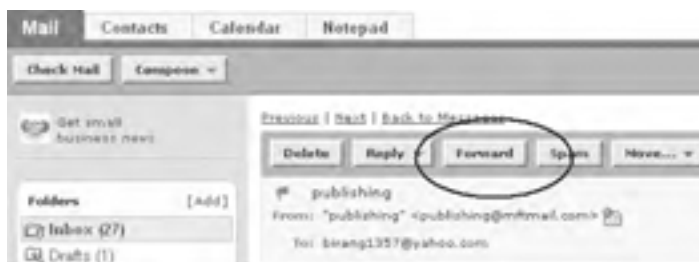 Mail Contacts Calendar Notepad
Check Mail Compose
Get small
business news
Previous | Next | Back to Messages
Delete Reply Forward Spam Move...
publishing
Folders [Add]
From: "publishing" <publishing@mftmail.com>
Inbox (27)
To: birang1357@yahoo.com
Drafts (1)